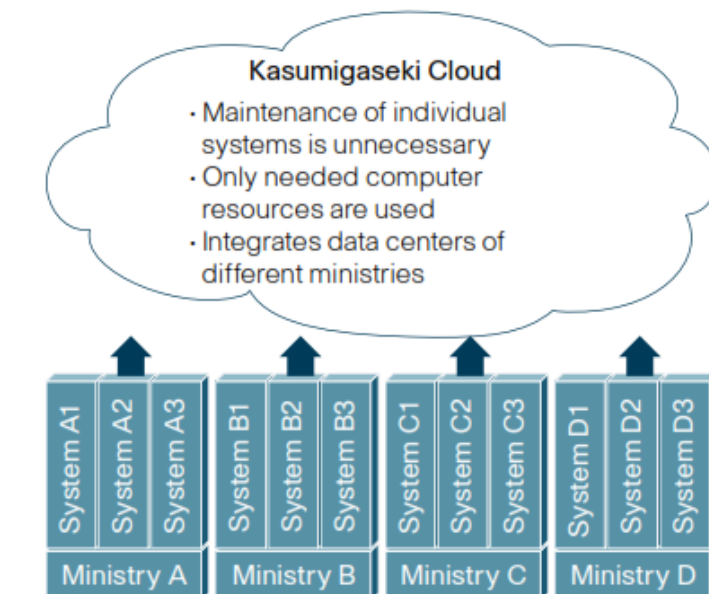 Kasumigaseki Cloud
· Maintenance of individual
systems is unnecessary
· Only needed computer
resources are used
· Integrates data centers of
different ministries
System A1
System A2
System A3
System B1
System B2
System B3
System C1
System C2
System C3
System D1
System D2
System D3
Ministry A
Ministry B
Ministry C
Ministry D